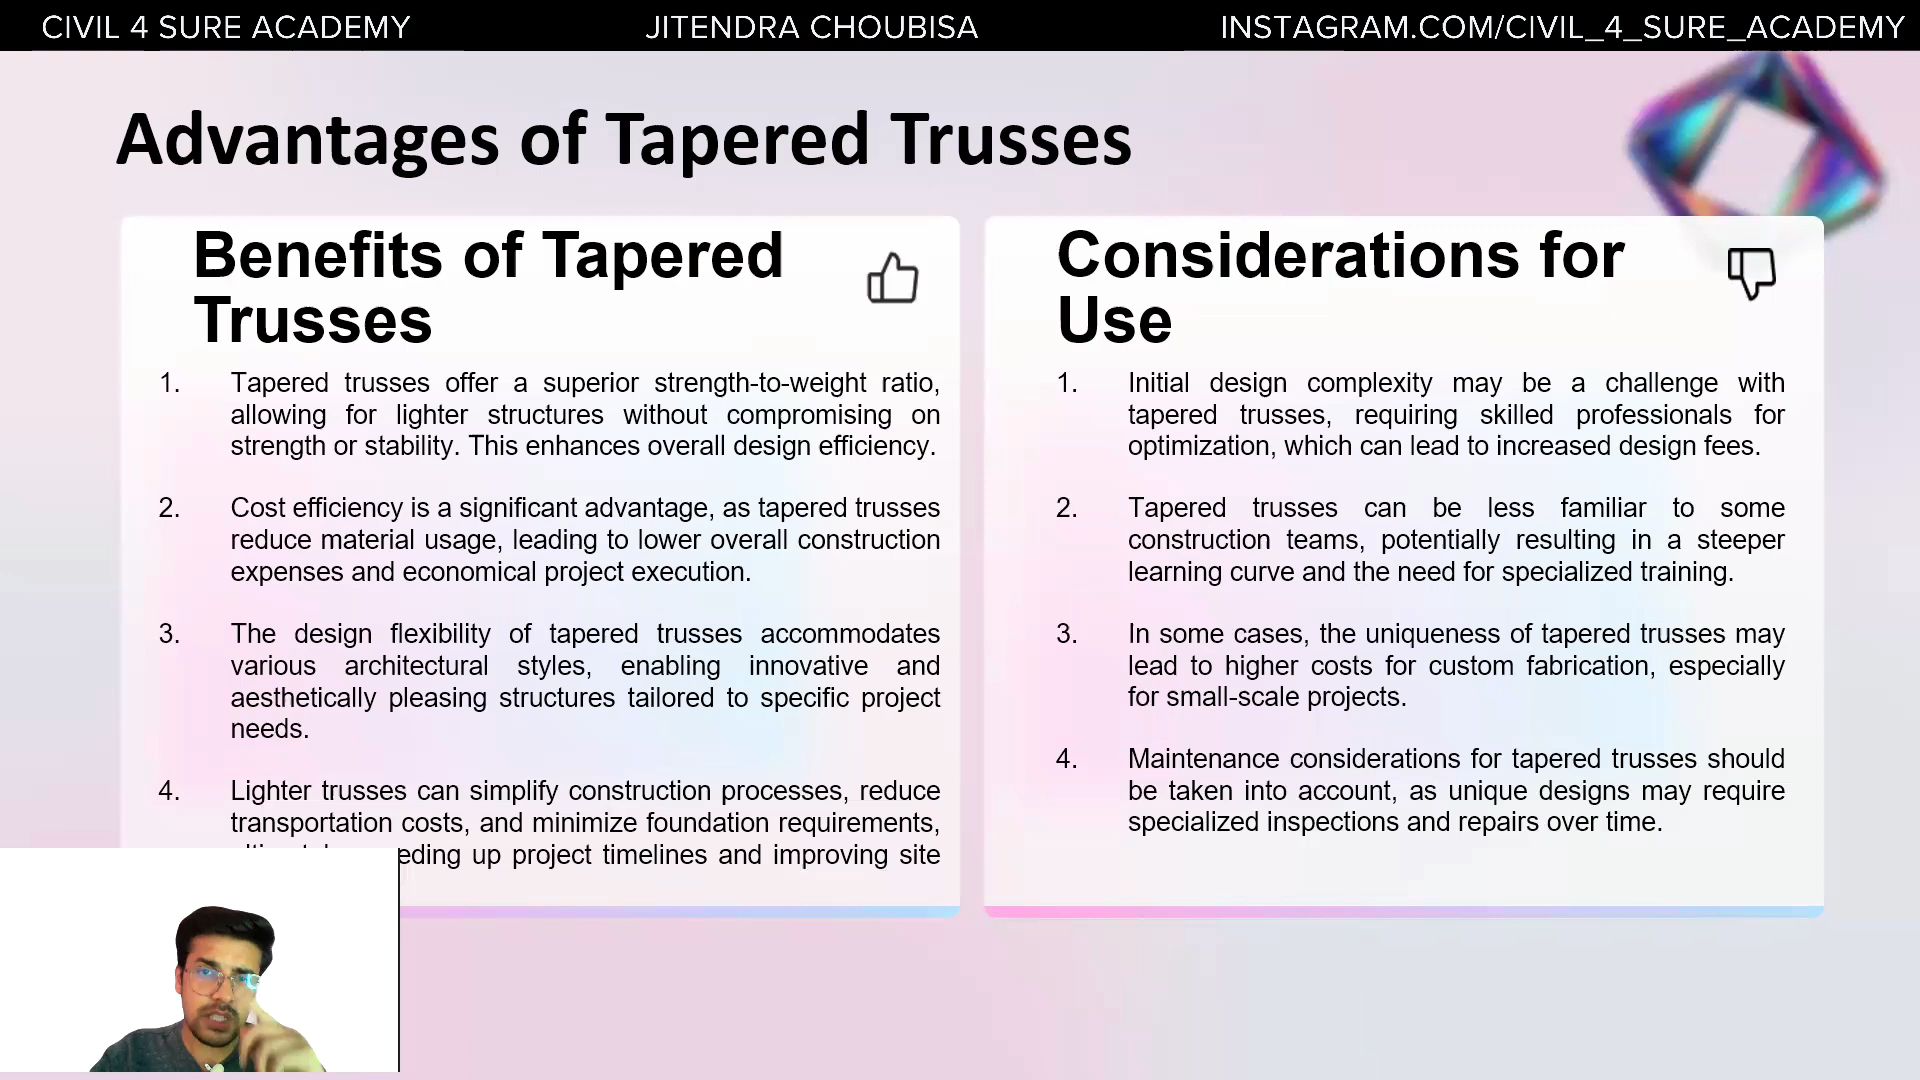 CIVIL 4 SURE ACADEMY
JITENDRA CHOUBISA
INSTAGRAM.COM/CIVIL_4_SURE_ACADEMY
Advantages of Tapered Trusses
Benefits of Tapered
Trusses
1. Tapered trusses offer a superior strength-to-weight ratio,
allowing for lighter structures without compromising on
strength or stability. This enhances overall design efficiency.
2. Cost efficiency is a significant advantage, as tapered trusses
reduce material usage, leading to lower overall construction
expenses and economical project execution.
3. The design flexibility of tapered trusses accommodates
various architectural styles, enabling innovative and
aesthetically pleasing structures tailored to specific project
needs.
4. Lighter trusses can simplify construction processes, reduce
transportation costs, and minimize foundation requirements,
up project timelines and improving site
Considerations for
Use
1. Initial design complexity may be a challenge with
tapered trusses, requiring skilled professionals for
optimization, which can lead to increased design fees.
2. Tapered trusses can be less familiar to some
construction teams, potentially resulting in a steeper
learning curve and the need for specialized training.
3. In some cases, the uniqueness of tapered trusses may
lead to higher costs for custom fabrication, especially
for small-scale projects.
4. Maintenance considerations for tapered trusses should
be taken into account, as unique designs may require
specialized inspections and repairs over time.